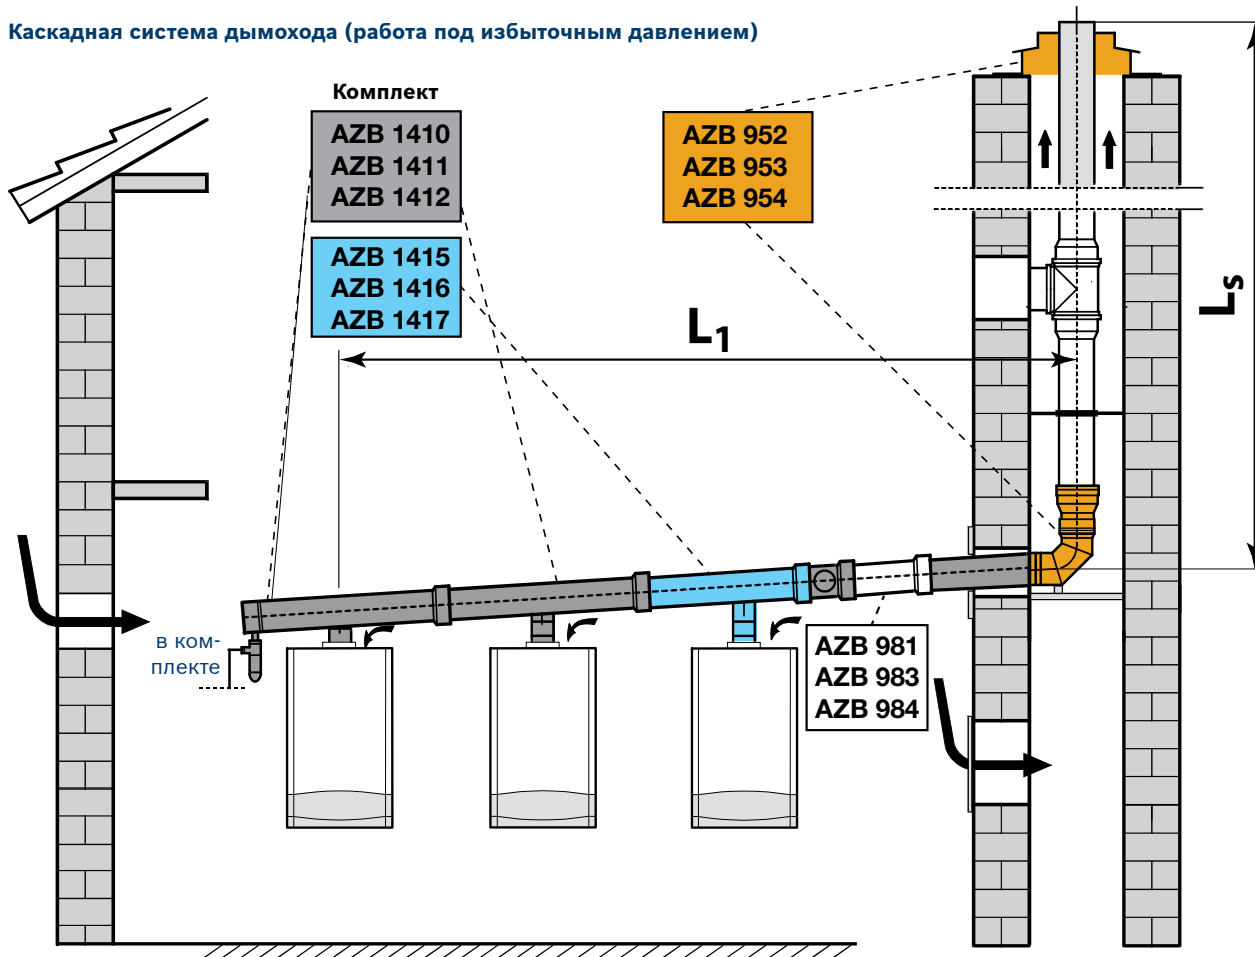 Каскадная система дымохода (работа под избыточным давлением)
Комплект
AZB 1410
AZB 1411
AZB 1412
AZB 1415
AZB 1416
AZB 1417
AZB 952
AZB 953
AZB 954
L1
Ls
в ком-
плекте
AZB 981
AZB 983
AZB 984